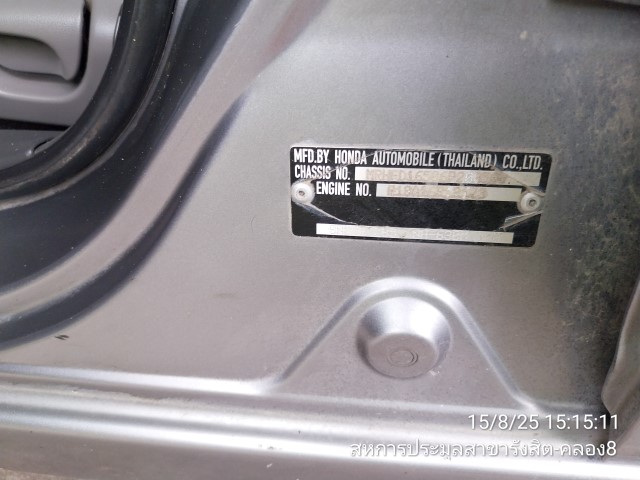 MFD.BY HONDA AUTOMOBILE (THAILAND) CO.,LTD.
CHASSIS NO.
ENGINE NO.
15/8/25 15:15:11
สหการประมูลสาขารังสิต-คลอง8